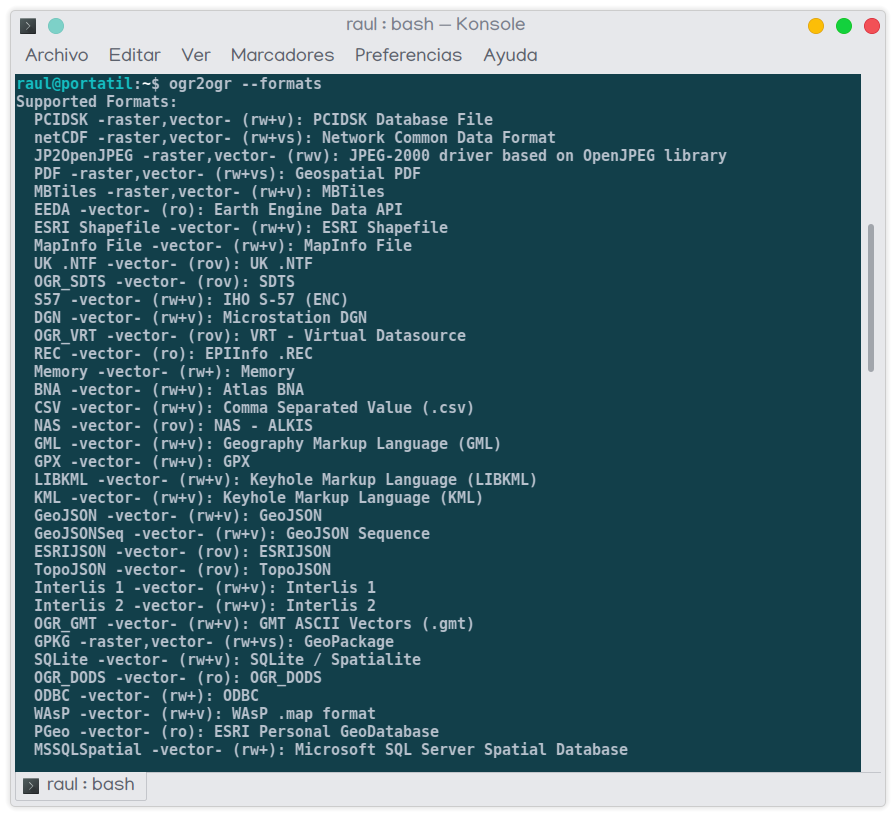 raul : bash — Konsole
Archivo Editar Ver Marcadores Preferencias Ayuda
raul@portatil:~$ ogr2ogr --formats
Supported Formats:
  PCIDSK -raster,vector- (rw+v): PCIDSK Database File
  netCDF -raster,vector- (rw+vs): Network Common Data Format
  JP2OpenJPEG -raster,vector- (rwv): JPEG-2000 driver based on OpenJPEG library
  PDF -raster,vector- (rw+vs): Geospatial PDF
  MBTiles -raster,vector- (rw+v): MBTiles
  EEDA -vector- (ro): Earth Engine Data API
  ESRI Shapefile -vector- (rw+v): ESRI Shapefile
  MapInfo File -vector- (rw+v): MapInfo File
  UK .NTF -vector- (rov): UK .NTF
  OGR_SDTS -vector- (rov): SDTS
  S57 -vector- (rw+v): IHO S-57 (ENC)
  DGN -vector- (rw+v): Microstation DGN
  OGR_VRT -vector- (rov): VRT - Virtual Datasource
  REC -vector- (ro): EPIInfo .REC
  Memory -vector- (rw+): Memory
  BNA -vector- (rw+v): Atlas BNA
  CSV -vector- (rw+v): Comma Separated Value (.csv)
  NAS -vector- (rov): NAS - ALKIS
  GML -vector- (rw+v): Geography Markup Language (GML)
  GPX -vector- (rw+v): GPX
  LIBKML -vector- (rw+v): Keyhole Markup Language (LIBKML)
  KML -vector- (rw+v): Keyhole Markup Language (KML)
  GeoJSON -vector- (rw+v): GeoJSON
  GeoJSONSeq -vector- (rw+v): GeoJSON Sequence
  ESRIJSON -vector- (rov): ESRIJSON
  TopoJSON -vector- (rov): TopoJSON
  Interlis 1 -vector- (rw+v): Interlis 1
  Interlis 2 -vector- (rw+v): Interlis 2
  OGR_GMT -vector- (rw+v): GMT ASCII Vectors (.gmt)
  GPKG -raster,vector- (rw+vs): GeoPackage
  SQLite -vector- (rw+v): SQLite / Spatialite
  OGR_DODS -vector- (ro): OGR_DODS
  ODBC -vector- (rw+): ODBC
  WAsP -vector- (rw+v): WAsP .map format
  PGeo -vector- (ro): ESRI Personal GeoDatabase
  MSSQLSpatial -vector- (rw+): Microsoft SQL Server Spatial Database
raul : bash